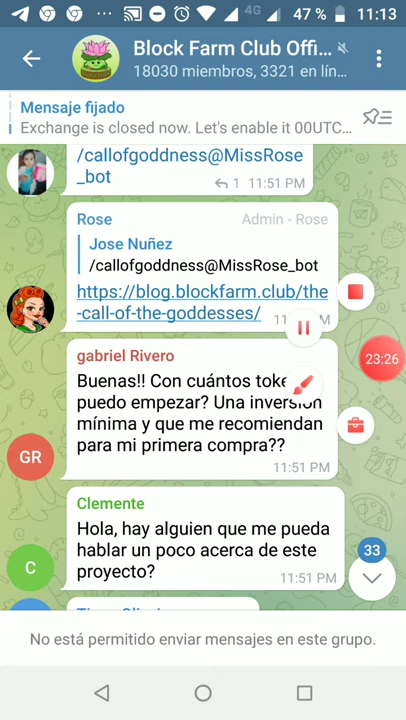 4G 47 % 11:13
Block Farm Club Offi...
18030 miembros, 3321 en lín...
Mensaje fijado
Exchange is closed now. Let's enable it 00UTC...
/callofgoddness@MissRose
_bot
1 11:51 PM
Rose Admin - Rose
Jose Nuñez
/callofgoddness@MissRose_bot
https://blog.blockfarm.club/the
-call-of-the-goddesses/
gabriel Rivero
23:26
Buenas!! Con cuántos toke
puedo empezar? Una inversión
mínima y que me recomiendan
para mi primera compra??
GR
11:51 PM
Clemente
Hola, hay alguien que me pueda
hablar un poco acerca de este
proyecto?
C
11:51 PM
33
No está permitido enviar mensajes en este grupo.